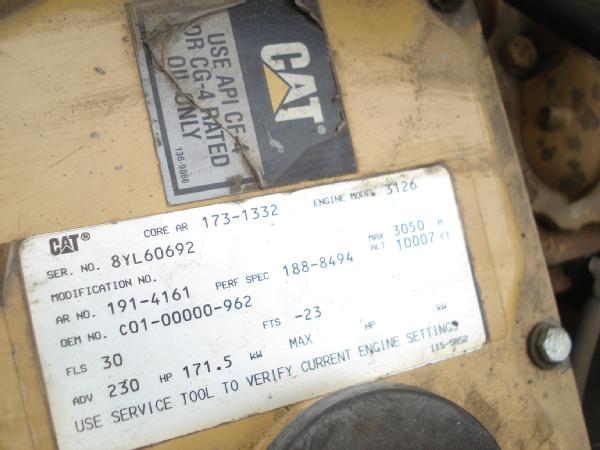 USE API CF-4
OR CG-4 RATED
OIL ONLY
136-9066
CAT
CAT®
CORE AR 173-1332 ENGINE MODEL 3126
SER. NO. 8YL60692
MODIFICATION NO.
AR NO. 191-4161 PERF SPEC 188-8494 MAX ALT 3050 M 10007 FT
OEM NO. C01-00000-962
FLS 30 FTS -23
ADV 230 HP 171.5 kW MAX HP kW
USE SERVICE TOOL TO VERIFY CURRENT ENGINE SETTINGS
115-5852